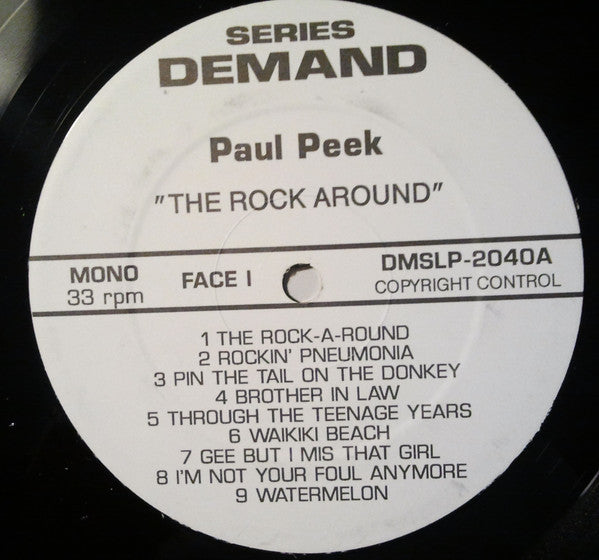 SERIES
DEMAND
Paul Peek
"THE ROCK AROUND"
MONO
33 rpm
FACE I
DMSLP-2040A
COPYRIGHT CONTROL
1 THE ROCK-A-ROUND
2 ROCKIN' PNEUMONIA
3 PIN THE TAIL ON THE DONKEY
4 BROTHER IN LAW
5 THROUGH THE TEENAGE YEARS
6 WAIKIKI BEACH
7 GEE BUT I MIS THAT GIRL
8 I'M NOT YOUR FOUL ANYMORE
9 WATERMELON